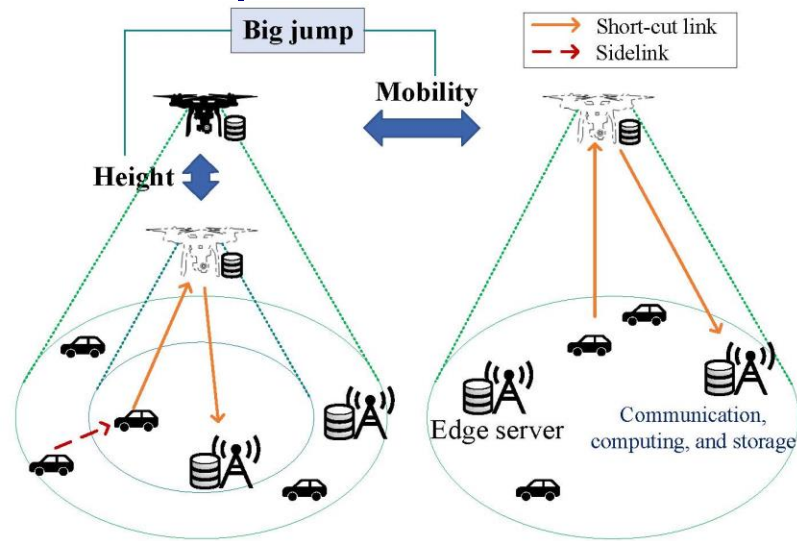 Big jump
Short-cut link
Sidelink
Mobility
Height
Edge server
Communication,
computing, and storage